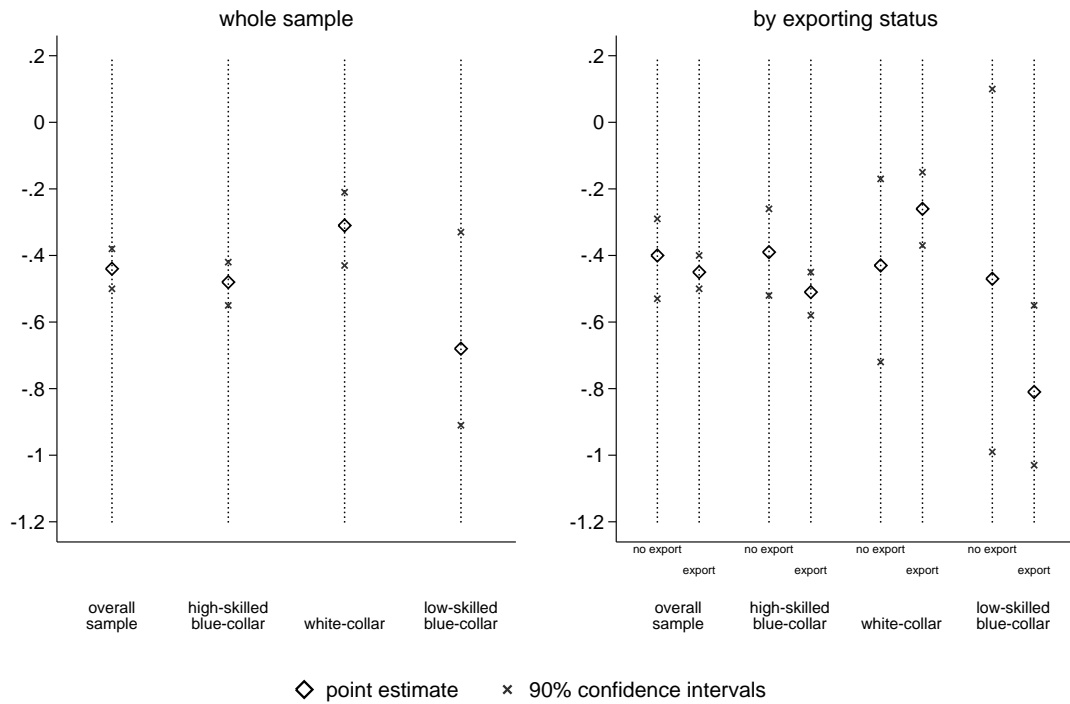 whole sample
by exporting status
.2
0
-.2
-.4
-.6
-.8
-1
-1.2
overall
sample
high-skilled
blue-collar
white-collar
low-skilled
blue-collar
.2
0
-.2
-.4
-.6
-.8
-1
-1.2
no export
export
no export
export
no export
export
no export
export
overall
sample
high-skilled
blue-collar
white-collar
low-skilled
blue-collar
point estimate
90% confidence intervals